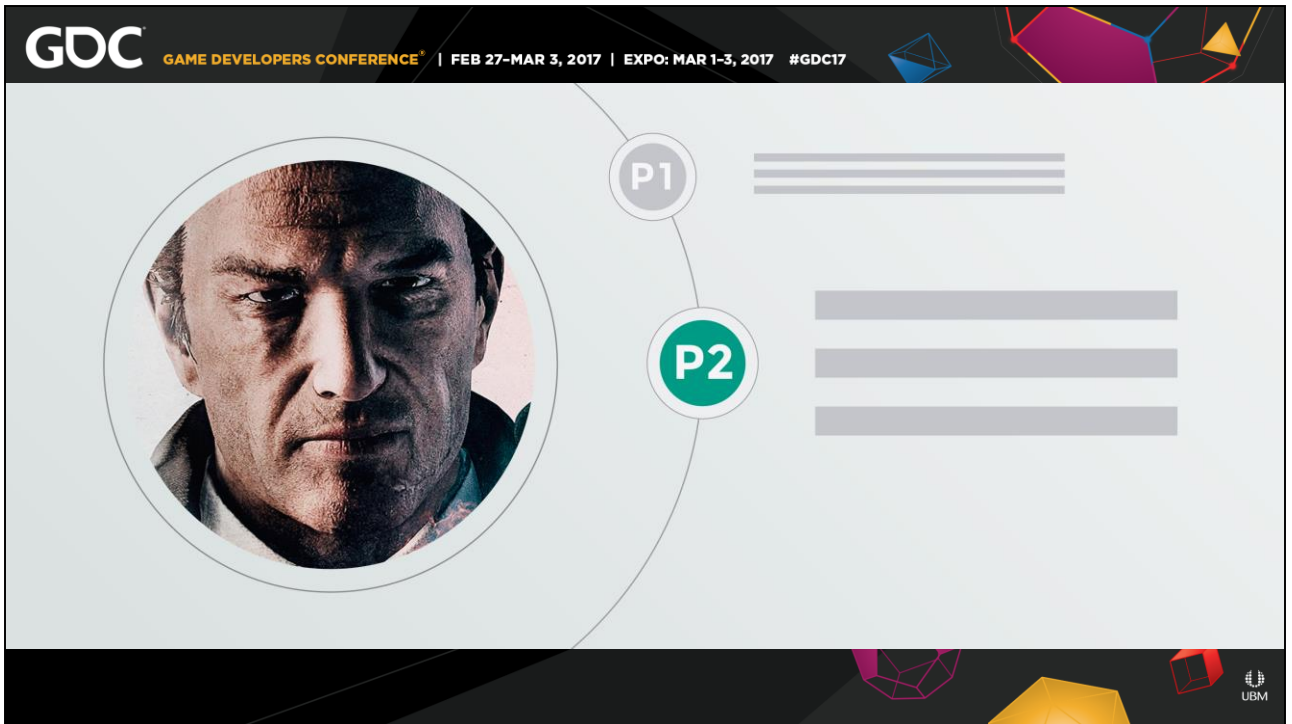 GDC GAME DEVELOPERS CONFERENCE® | FEB 27–MAR 3, 2017 | EXPO: MAR 1–3, 2017 #GDC17
P1
P2
UBM